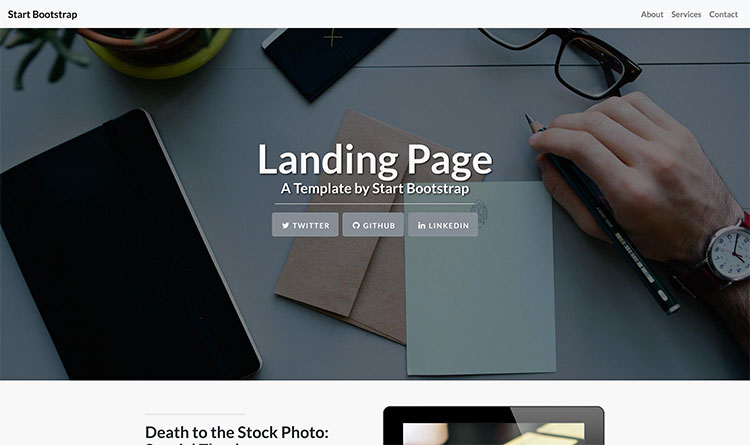 Start Bootstrap
About Services Contact
Landing Page
A Template by Start Bootstrap
TWITTER GITHUB LINKEDIN
Death to the Stock Photo: